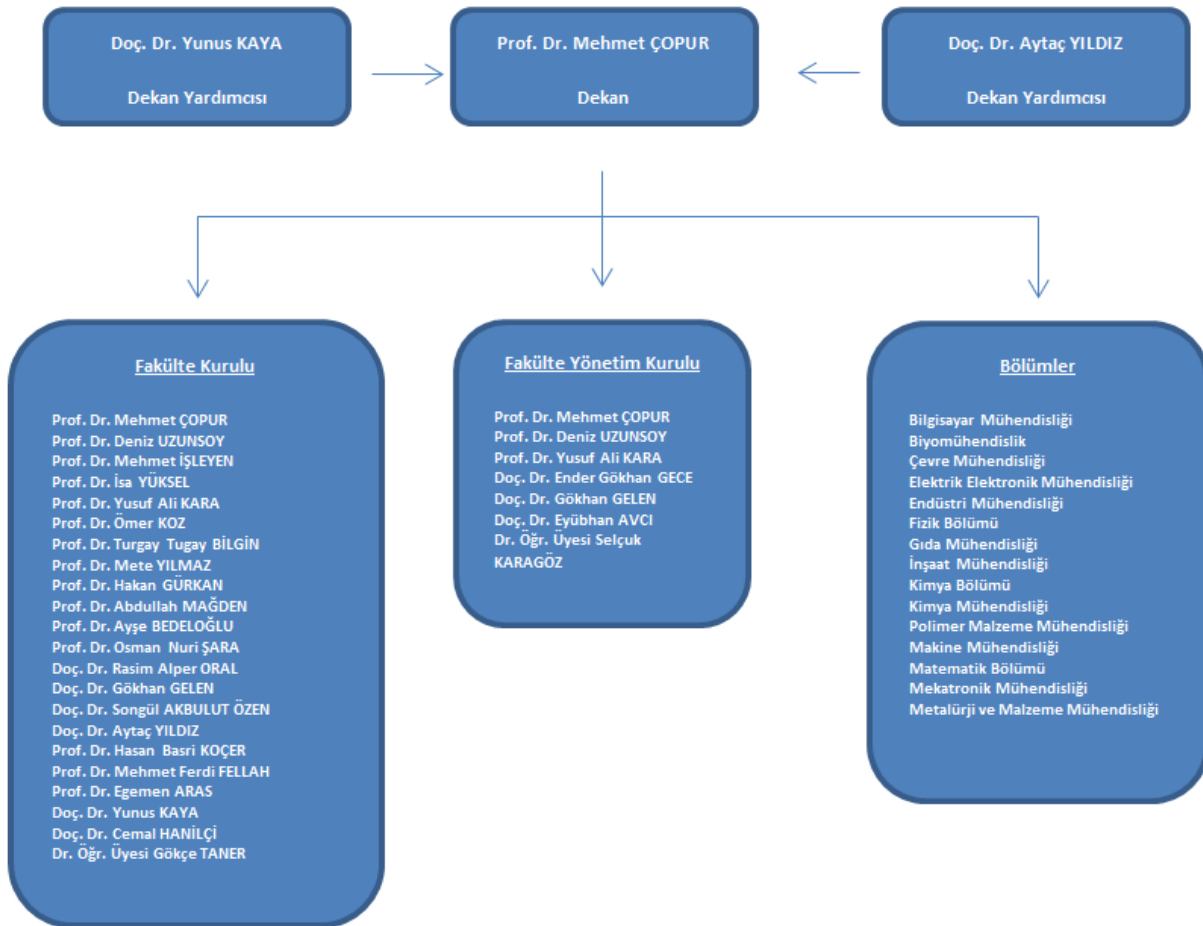 Doç. Dr. Yunus KAYA
Dekan Yardımcısı
Prof. Dr. Mehmet ÇOPUR
Dekan
Doç. Dr. Aytaç YILDIZ
Dekan Yardımcısı
Fakülte Kurulu
Prof. Dr. Mehmet ÇOPUR
Prof. Dr. Deniz UZUNSOY
Prof. Dr. Mehmet İŞLEYEN
Prof. Dr. İsa YÜKSEL
Prof. Dr. Yusuf Ali KARA
Prof. Dr. Ömer KOZ
Prof. Dr. Turgay Tugay BİLGİN
Prof. Dr. Mete YILMAZ
Prof. Dr. Hakan GÜRKAN
Prof. Dr. Abdullah MAĞDEN
Prof. Dr. Ayşe BEDELOĞLU
Prof. Dr. Osman Nuri ŞARA
Doç. Dr. Rasim Alper ORAL
Doç. Dr. Gökhan GELEN
Doç. Dr. Songül AKBULUT ÖZEN
Doç. Dr. Aytaç YILDIZ
Prof. Dr. Hasan Basri KOÇER
Prof. Dr. Mehmet Ferdi FELLAH
Prof. Dr. Egemen ARAS
Doç. Dr. Yunus KAYA
Doç. Dr. Cemal HANİLÇİ
Dr. Öğr. Üyesi Gökçe TANER
Fakülte Yönetim Kurulu
Prof. Dr. Mehmet ÇOPUR
Prof. Dr. Deniz UZUNSOY
Prof. Dr. Yusuf Ali KARA
Doç. Dr. Ender Gökhan GECE
Doç. Dr. Gökhan GELEN
Doç. Dr. Eyübhan AVCI
Dr. Öğr. Üyesi Selçuk
KARAGÖZ
Bölümler
Bilgisayar Mühendisliği
Biyomühendislik
Çevre Mühendisliği
Elektrik Elektronik Mühendisliği
Endüstri Mühendisliği
Fizik Bölümü
Gıda Mühendisliği
İnşaat Mühendisliği
Kimya Bölümü
Kimya Mühendisliği
Polimer Malzeme Mühendisliği
Makine Mühendisliği
Matematik Bölümü
Mekatronik Mühendisliği
Metalürji ve Malzeme Mühendisliği